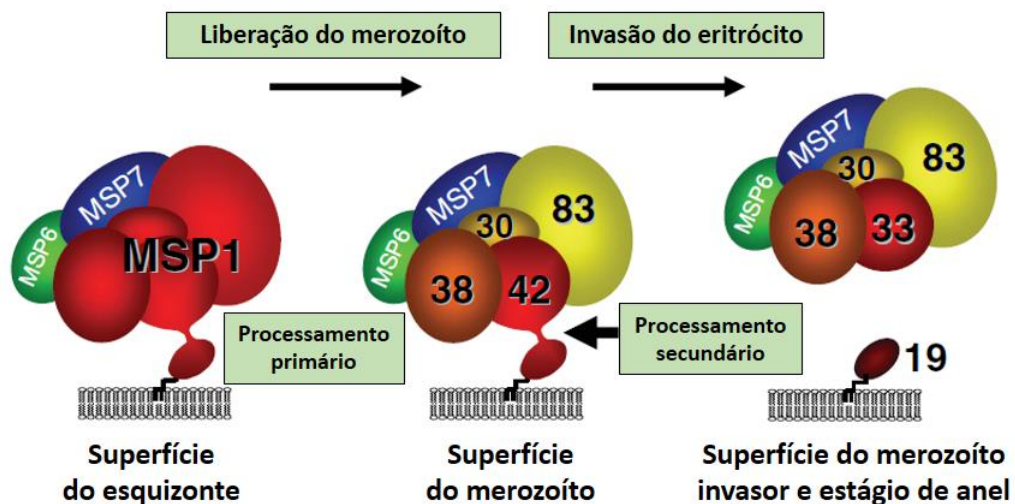 Liberação do merozoíto
Invasão do eritrócito
MSP6
MSP7
MSP1
MSP6
MSP7
30
83
38
42
MSP6
MSP7
30
83
38
33
Processamento
primário
Processamento
secundário
19
Superfície
do esquizonte
Superfície
do merozoíto
Superfície do merozoíto
invasor e estágio de anel